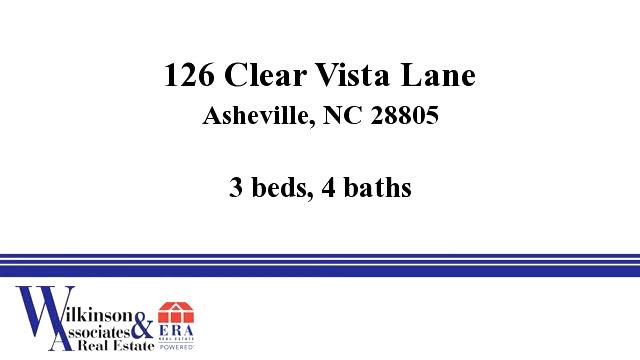 126 Clear Vista Lane
Asheville, NC 28805
3 beds, 4 baths
Wilkinson
& Associates
Real Estate
ERA
REAL ESTATE
POWERED